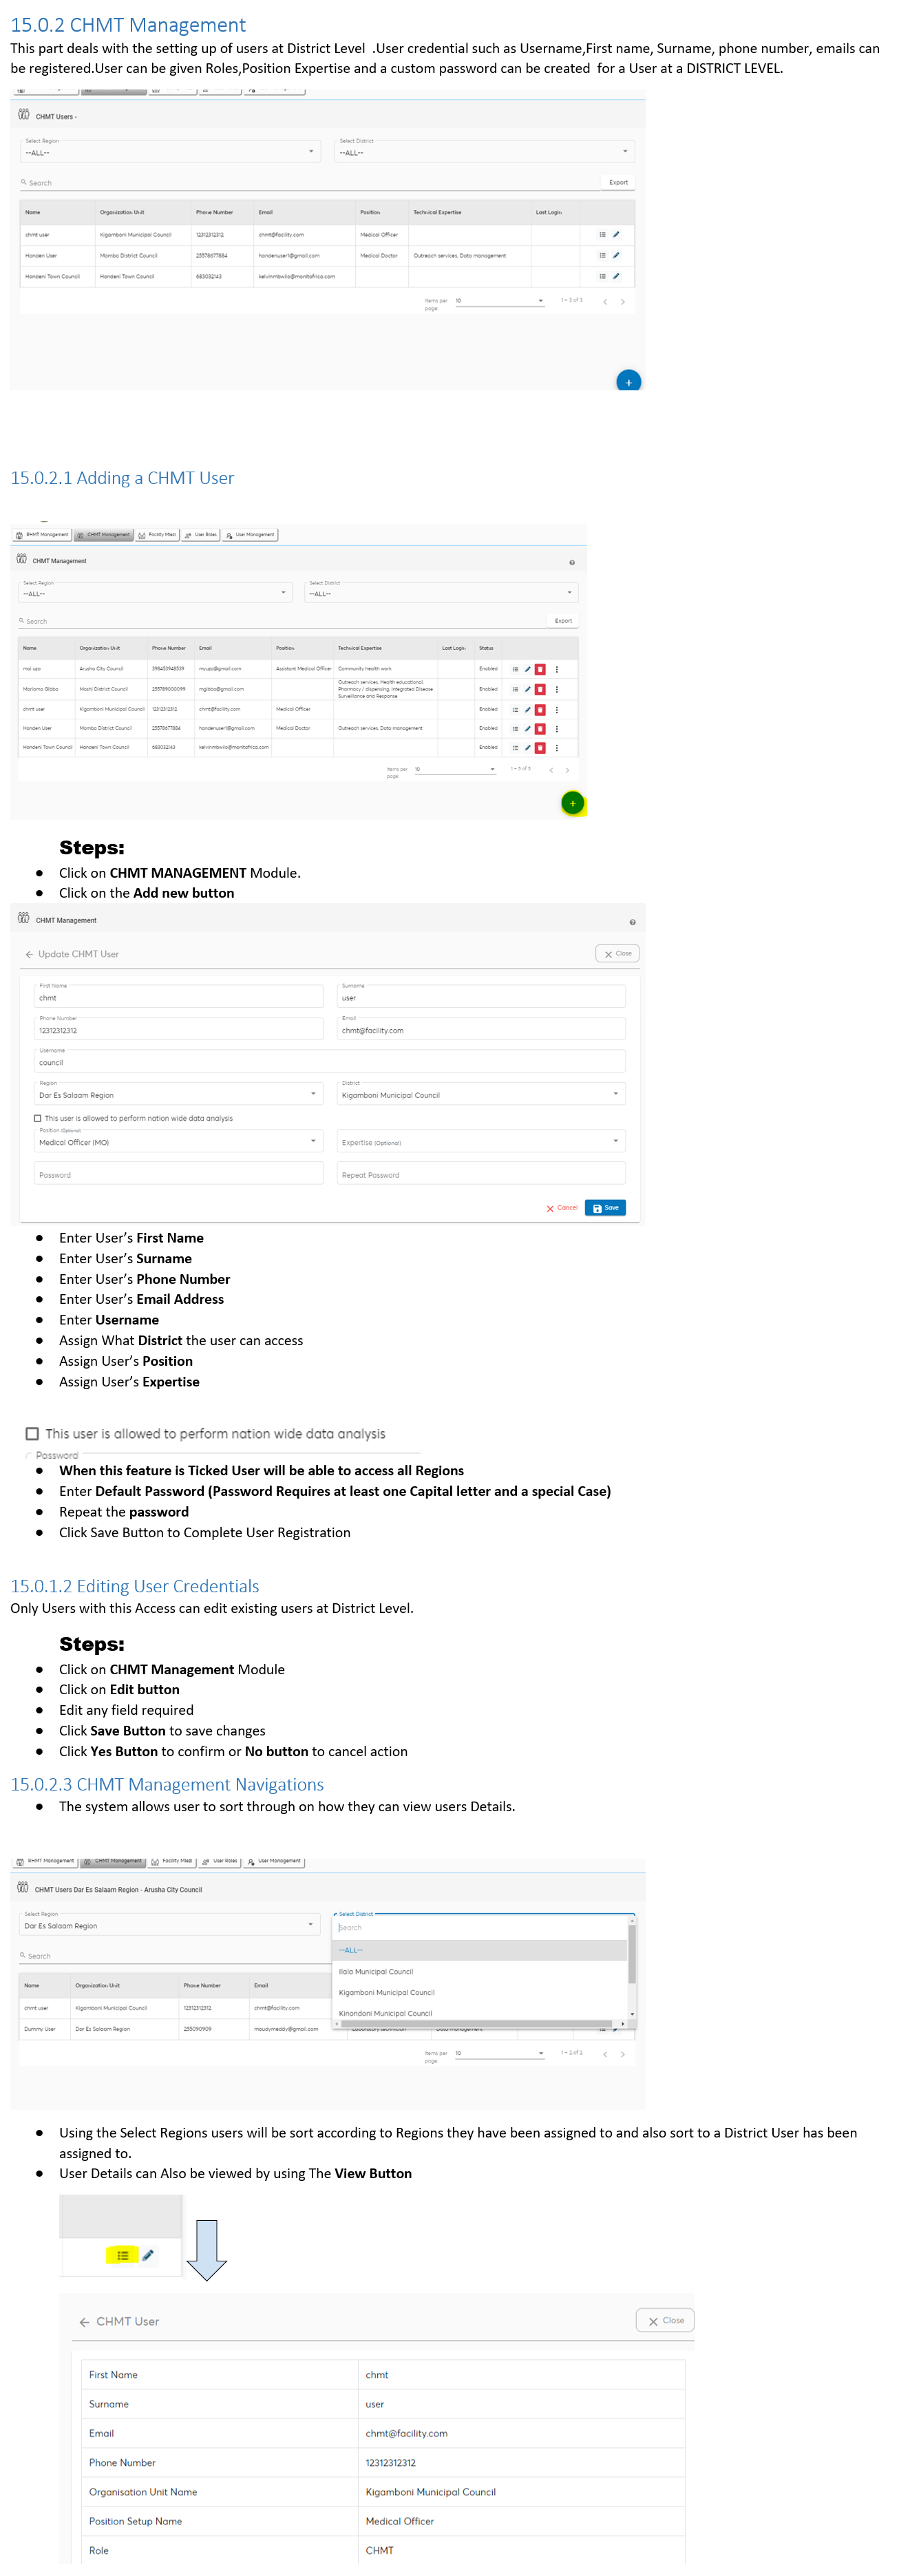 15.0.2 CHMT Management
This part deals with the setting up of users at District Level .User credential such as Username,First name, Surname, phone number, emails can
be registered.User can be given Roles,Position Expertise and a custom password can be created for a User at a DISTRICT LEVEL.
CHMT Users -
Select Region
--ALL--
Select District
--ALL--
Search
Export
Name Organization Unit Phone Number Email Position Technical Expertise Last Login
chmt user Kigamboni Municipal Council 12312312312 chmt@facility.com Medical Officer
Handen User Momba District Council 25578677884 handenuser1@gmail.com Medical Doctor Outreach services, Data management
Handeni Town Council Handeni Town Council 683032143 kelvinmbwilo@monitafrica.com
Items per page: 10 1 – 3 of 3
+
15.0.2.1 Adding a CHMT User
RHMT Management CHMT Management Facility Mapi User Roles User Management
CHMT Management
Select Region
--ALL--
Select District
--ALL--
Search
Export
Name Organization Unit Phone Number Email Position Technical Expertise Last Login Status
Arusha City Council 398453948539 myups@gmail.com Assistant Medical Officer Community health work Enabled
Mariama Gibba Moshi District Council 255789000099 mgibba@gmail.com Outreach services, Health educational, Pharmacy / dispensing, Integrated Disease Surveillance and Response Enabled
chmt user Kigamboni Municipal Council 12312312312 chmt@facility.com Medical Officer Enabled
Handen User Momba District Council 25578677884 handenuser1@gmail.com Medical Doctor Outreach services, Data management Enabled
Handeni Town Council Handeni Town Council 683032143 kelvinmbwilo@monitafrica.com Enabled
Items per page: 10 1 – 5 of 5
+
Steps:
● Click on CHMT MANAGEMENT Module.
● Click on the Add new button
CHMT Management
Update CHMT User
Close
First Name
chmt
Surname
user
Phone Number
12312312312
Email
chmt@facility.com
Username
council
Region
Dar Es Salaam Region
District
Kigamboni Municipal Council
This user is allowed to perform nation wide data analysis
Position (Optional)
Medical Officer (MO)
Expertise (Optional)
Password
Repeat Password
Cancel
Save
● Enter User’s First Name
● Enter User’s Surname
● Enter User’s Phone Number
● Enter User’s Email Address
● Enter Username
● Assign What District the user can access
● Assign User’s Position
● Assign User’s Expertise
This user is allowed to perform nation wide data analysis
Password
● When this feature is Ticked User will be able to access all Regions
● Enter Default Password (Password Requires at least one Capital letter and a special Case)
● Repeat the password
● Click Save Button to Complete User Registration
15.0.1.2 Editing User Credentials
Only Users with this Access can edit existing users at District Level.
Steps:
● Click on CHMT Management Module
● Click on Edit button
● Edit any field required
● Click Save Button to save changes
● Click Yes Button to confirm or No button to cancel action
15.0.2.3 CHMT Management Navigations
● The system allows user to sort through on how they can view users Details.
RHMT Management CHMT Management Facility Mapi User Roles User Management
CHMT Users Dar Es Salaam Region - Arusha City Council
Select Region
Dar Es Salaam Region
Select District
Search
--ALL--
Ilala Municipal Council
Kigamboni Municipal Council
Kinondoni Municipal Council
Search
Name Organization Unit Phone Number Email
chmt user Kigamboni Municipal Council 12312312312 chmt@facility.com
Dummy User Dar Es Salaam Region 255090909 moudymeddy@gmail.com Laboratory technician Data management
Items per page: 10 1 – 2 of 2
● Using the Select Regions users will be sort according to Regions they have been assigned to and also sort to a District User has been
assigned to.
● User Details can Also be viewed by using The View Button
CHMT User
Close
First Name chmt
Surname user
Email chmt@facility.com
Phone Number 12312312312
Organisation Unit Name Kigamboni Municipal Council
Position Setup Name Medical Officer
Role CHMT